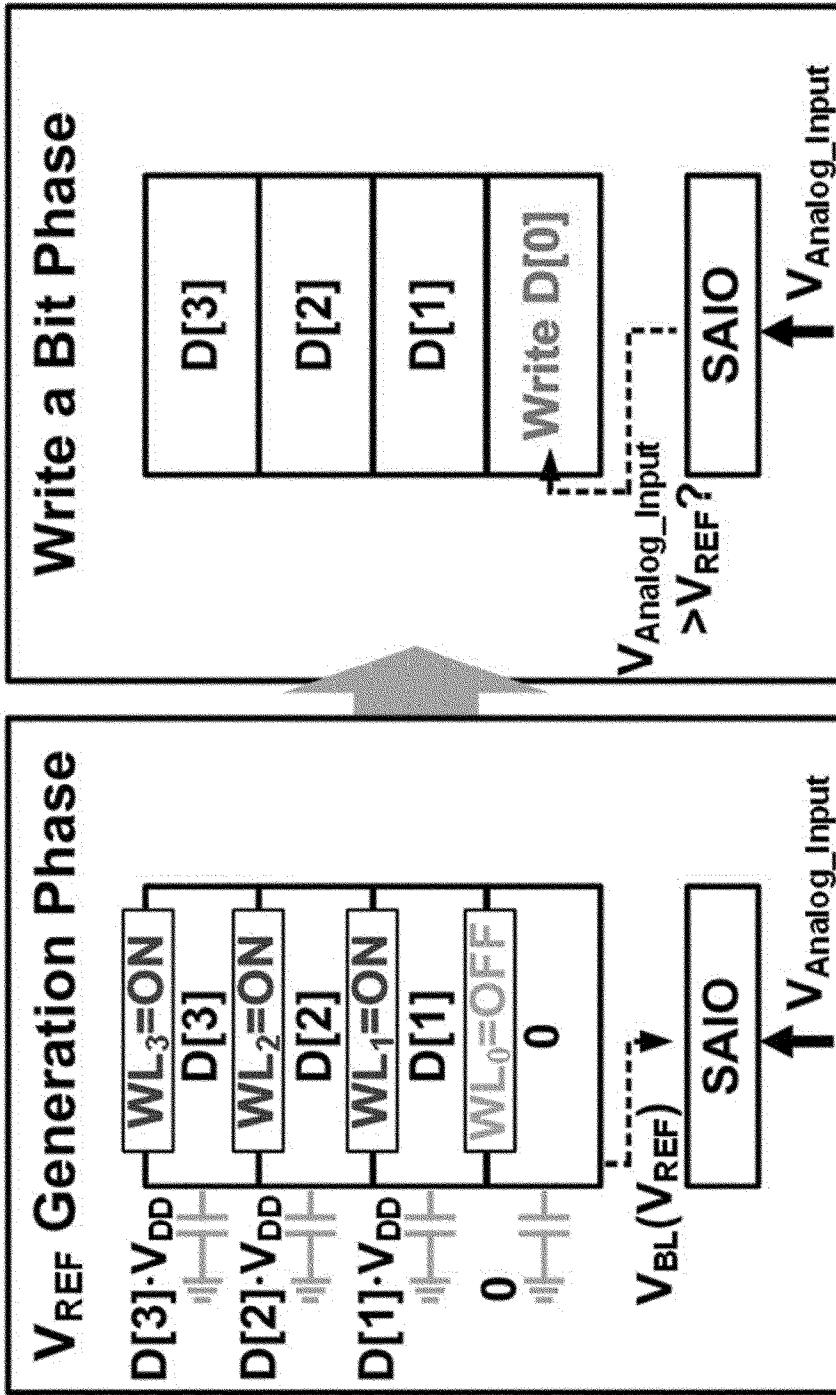 V_REF Generation Phase
D[3]·V_DD
WL_3=ON
D[3]
D[2]·V_DD
WL_2=ON
D[2]
D[1]·V_DD
WL_1=ON
D[1]
WL_0=OFF
0
0
V_BL(V_REF)
SAIO
V_Analog_Input
Write a Bit Phase
D[3]
D[2]
D[1]
Write D[0]
V_Analog_Input
>V_REF?
SAIO
V_Analog_Input